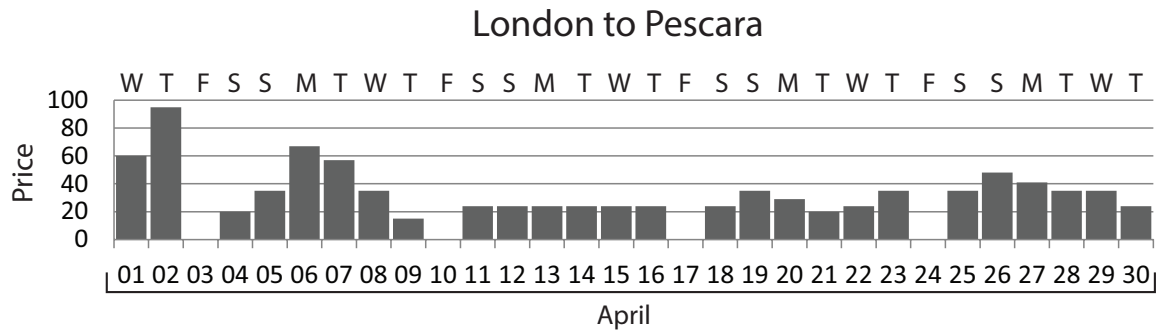 London to Pescara
W T F S S M T W T F S S M T W T F S S M T W T F S S M T W T
100
80
60
40
20
0
Price
01 02 03 04 05 06 07 08 09 10 11 12 13 14 15 16 17 18 19 20 21 22 23 24 25 26 27 28 29 30
April